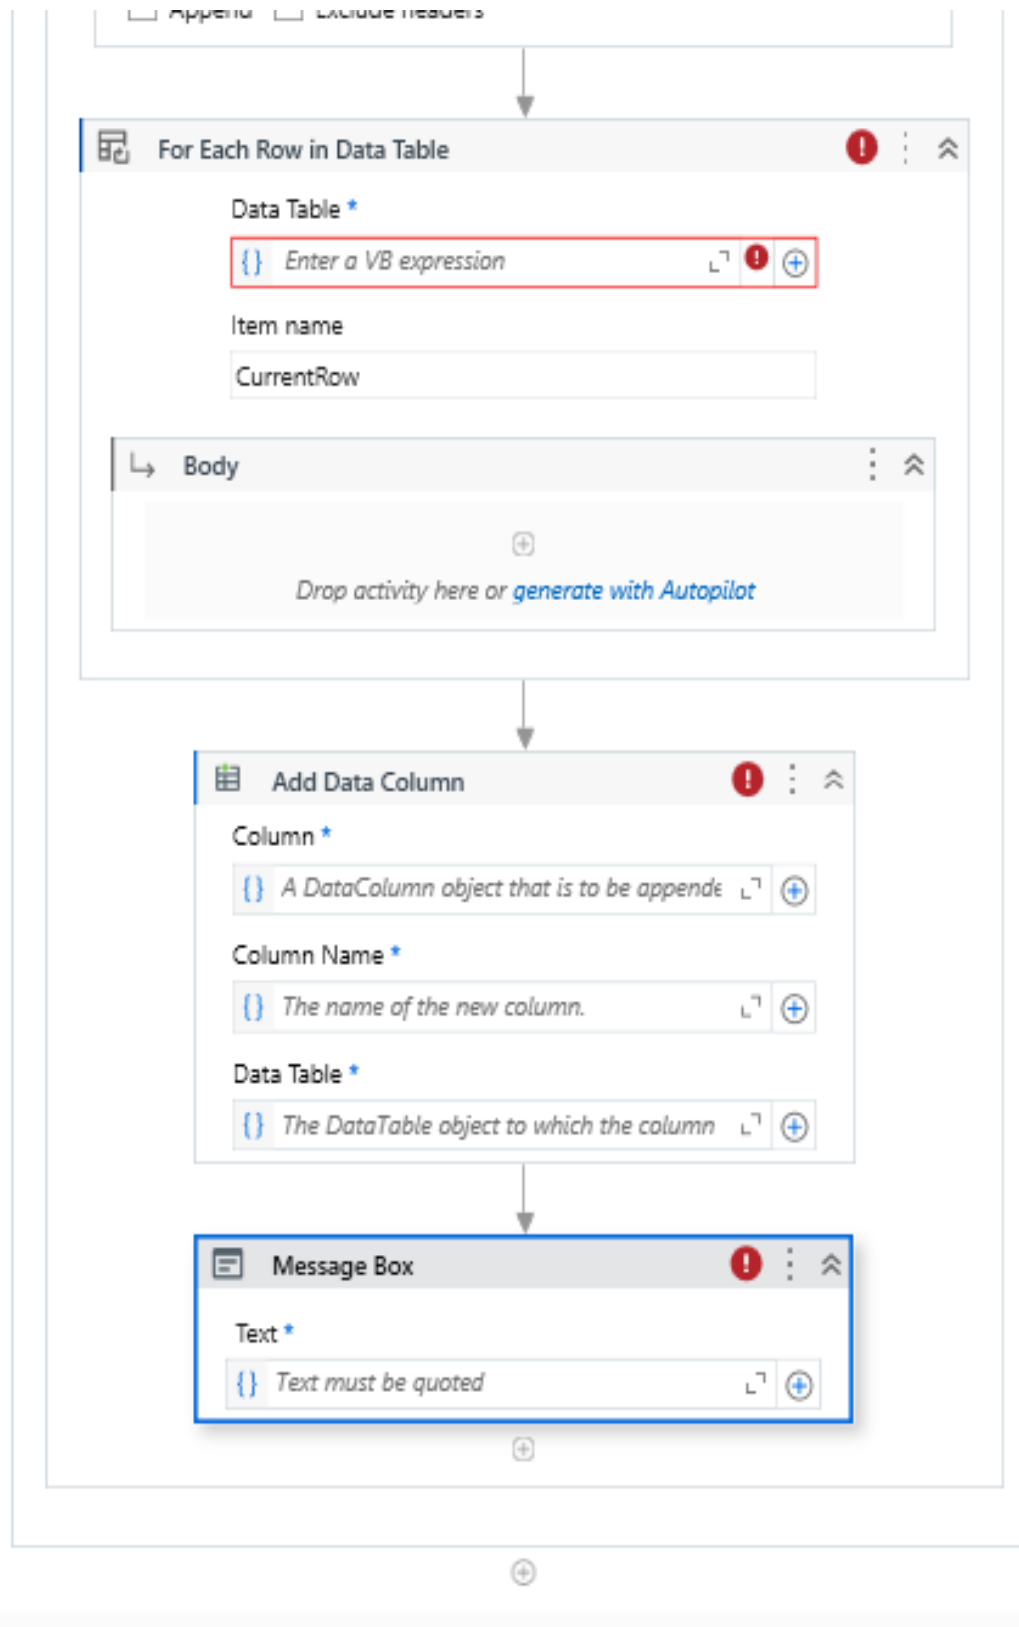 Append Exclude headers
For Each Row in Data Table
Data Table *
{} Enter a VB expression
Item name
CurrentRow
Body
Drop activity here or generate with Autopilot
Add Data Column
Column *
{} A DataColumn object that is to be appende
Column Name *
{} The name of the new column.
Data Table *
{} The DataTable object to which the column
Message Box
Text *
{} Text must be quoted